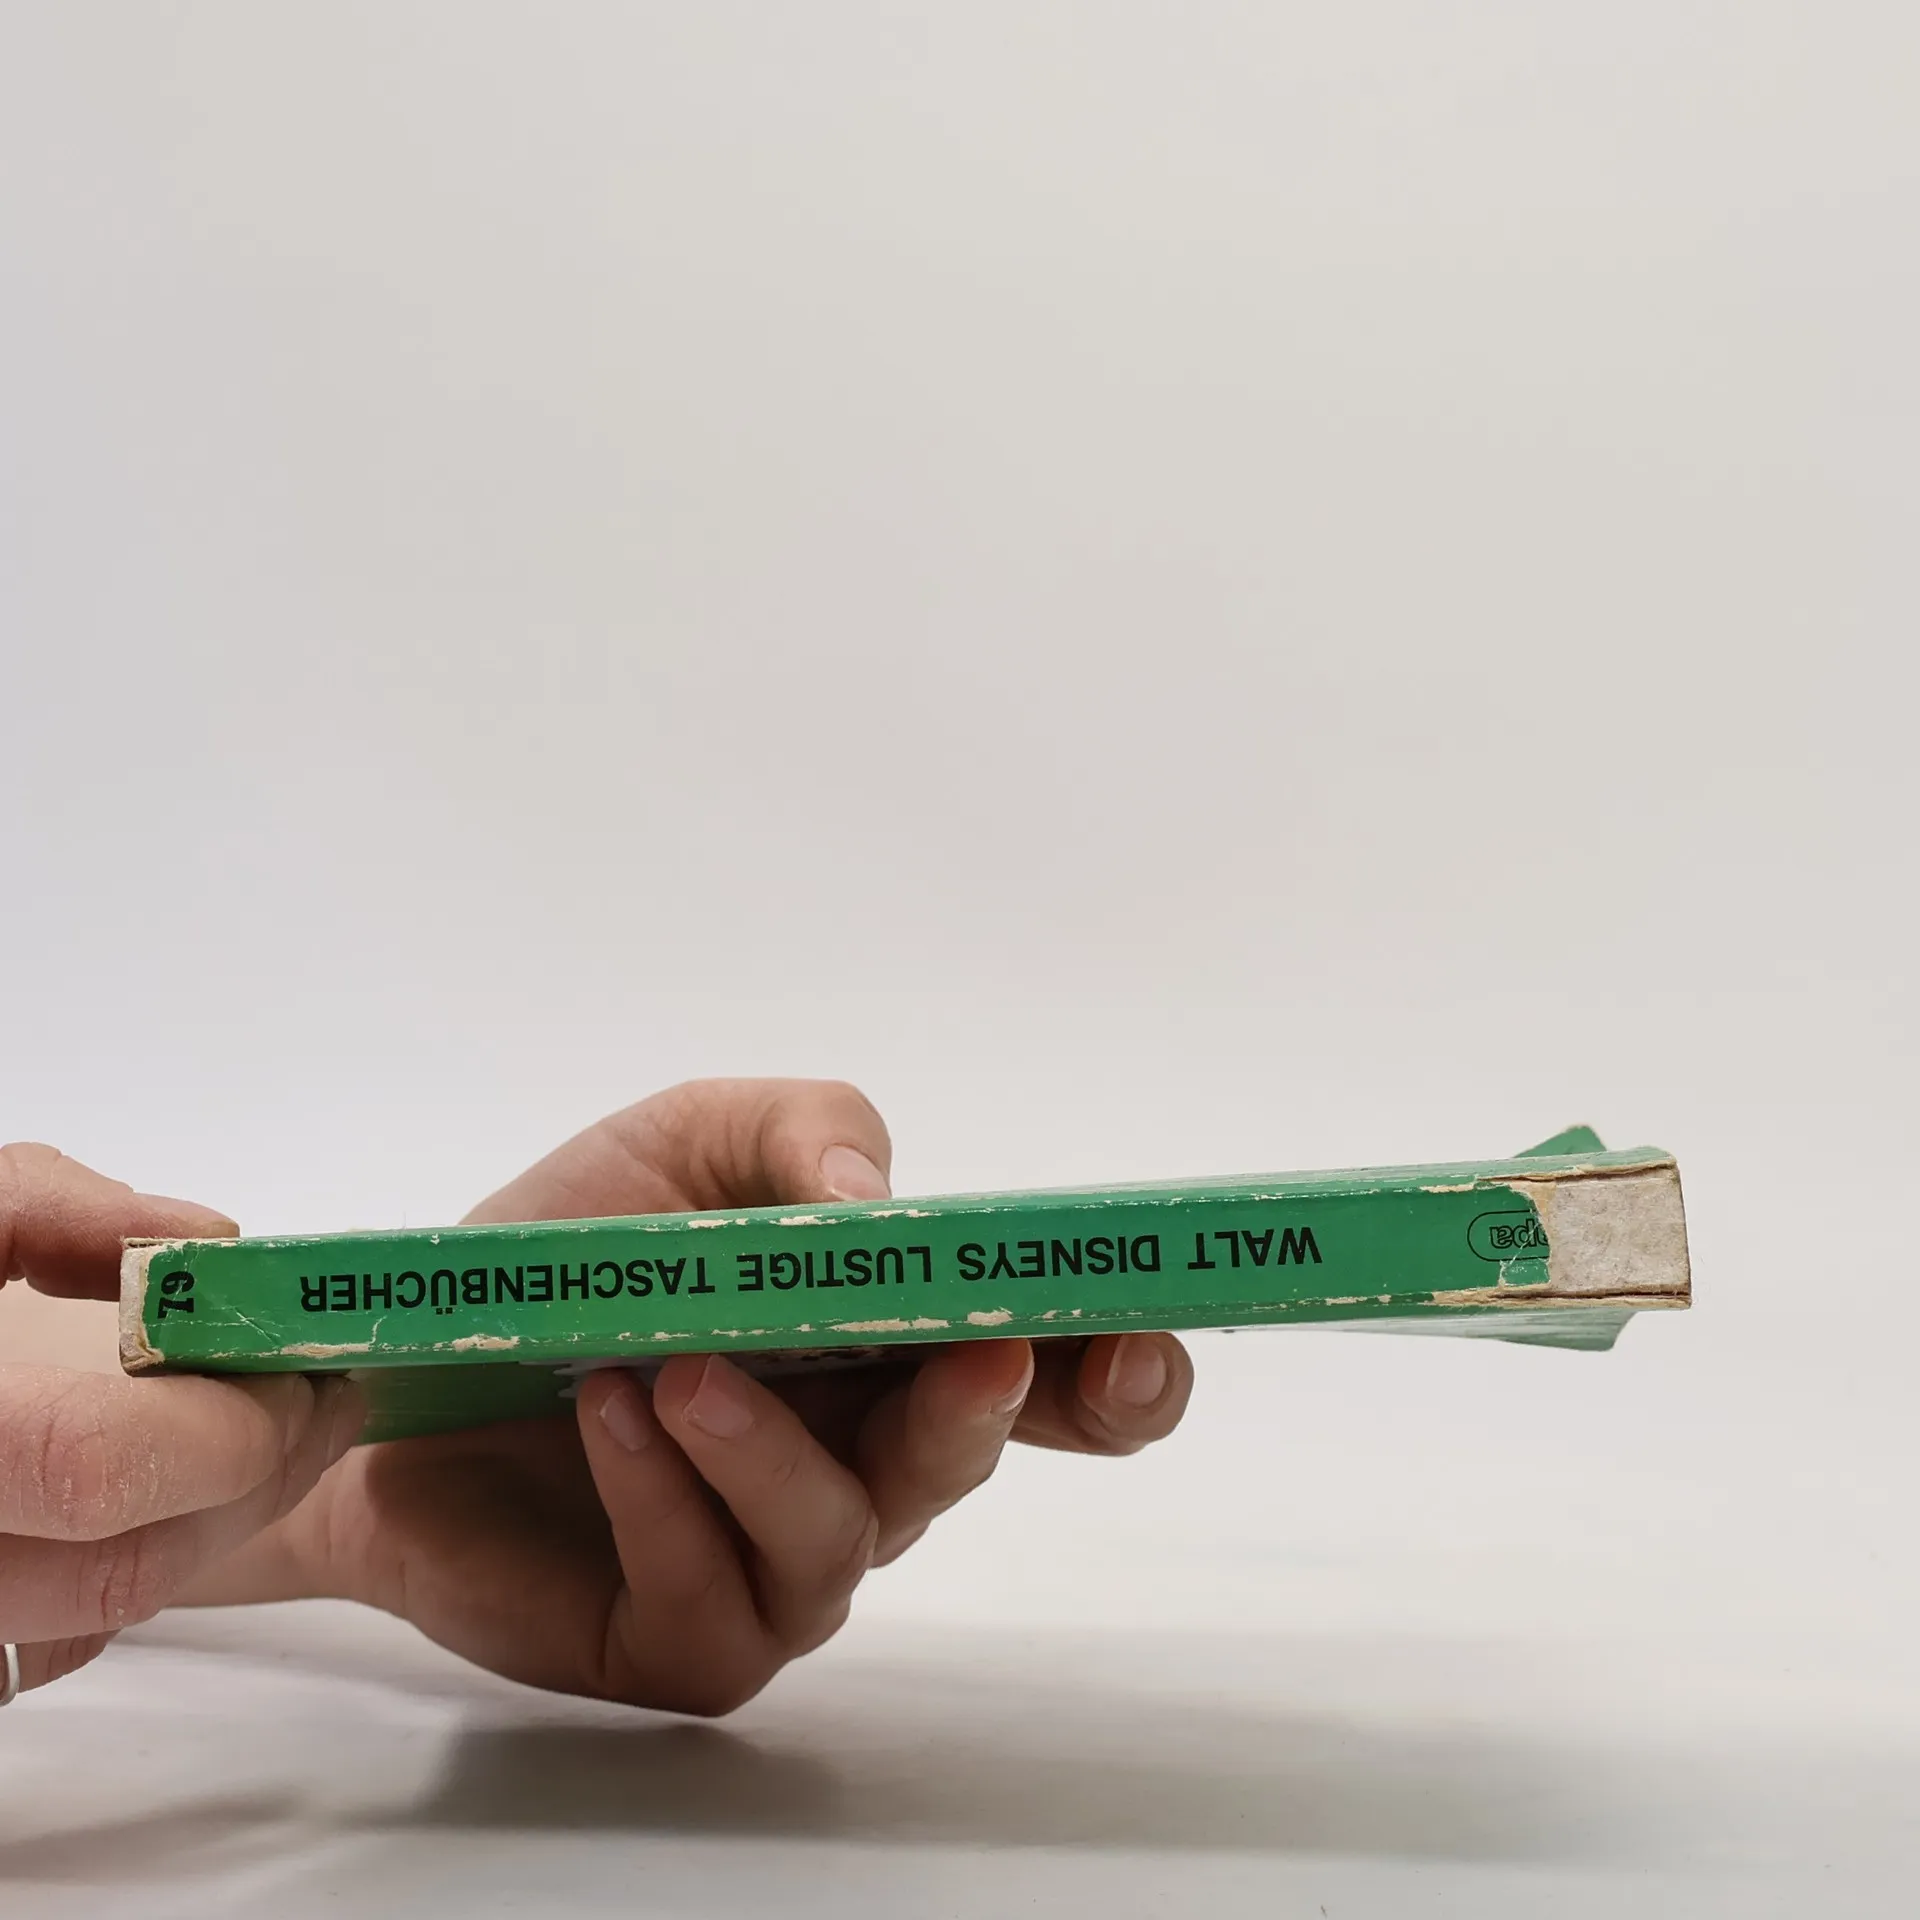 79
WALT DISNEYS LUSTIGE TASCHENBÜCHER